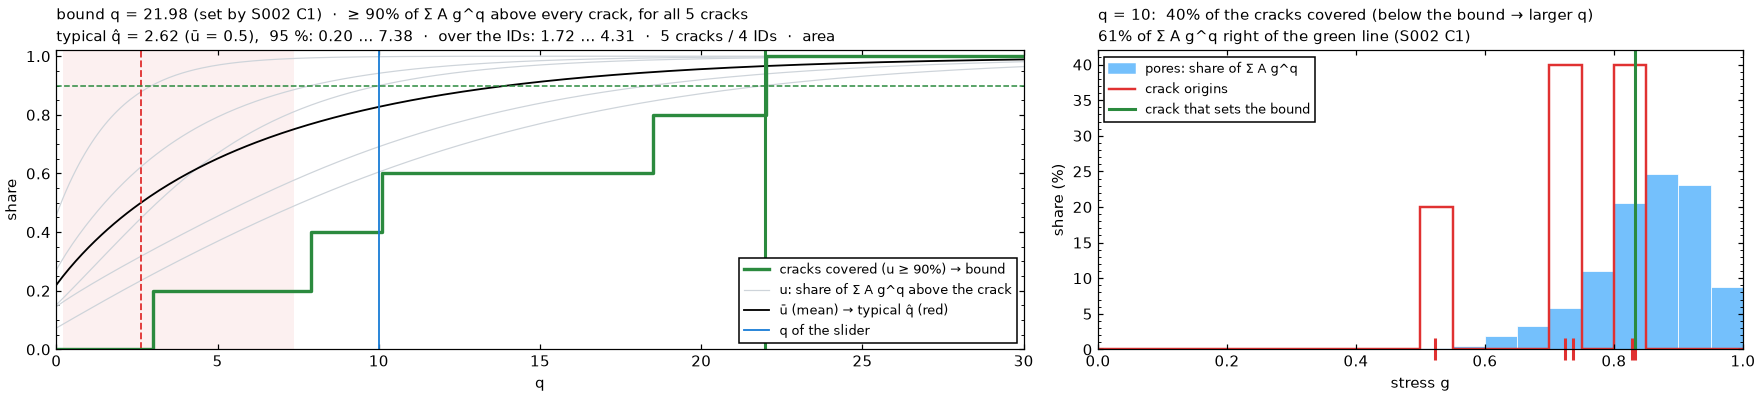 bound q = 21.98 (set by S002 C1)  ·  ≥ 90% of Σ A g^q above every crack, for all 5 cracks
typical q̂ = 2.62 (ū = 0.5),  95 %: 0.20 … 7.38  ·  over the IDs: 1.72 … 4.31  ·  5 cracks / 4 IDs  ·  area
1.0
0.8
0.6
0.4
0.2
0.0
share
cracks covered (u ≥ 90%) → bound
u: share of Σ A g^q above the crack
ū (mean) → typical q̂ (red)
q of the slider
0 5 10 15 20 25 30
q
q = 10:  40% of the cracks covered (below the bound → larger q)
61% of Σ A g^q right of the green line (S002 C1)
40
35
30
25
20
15
10
5
0
share (%)
pores: share of Σ A g^q
crack origins
crack that sets the bound
0.0 0.2 0.4 0.6 0.8 1.0
stress g